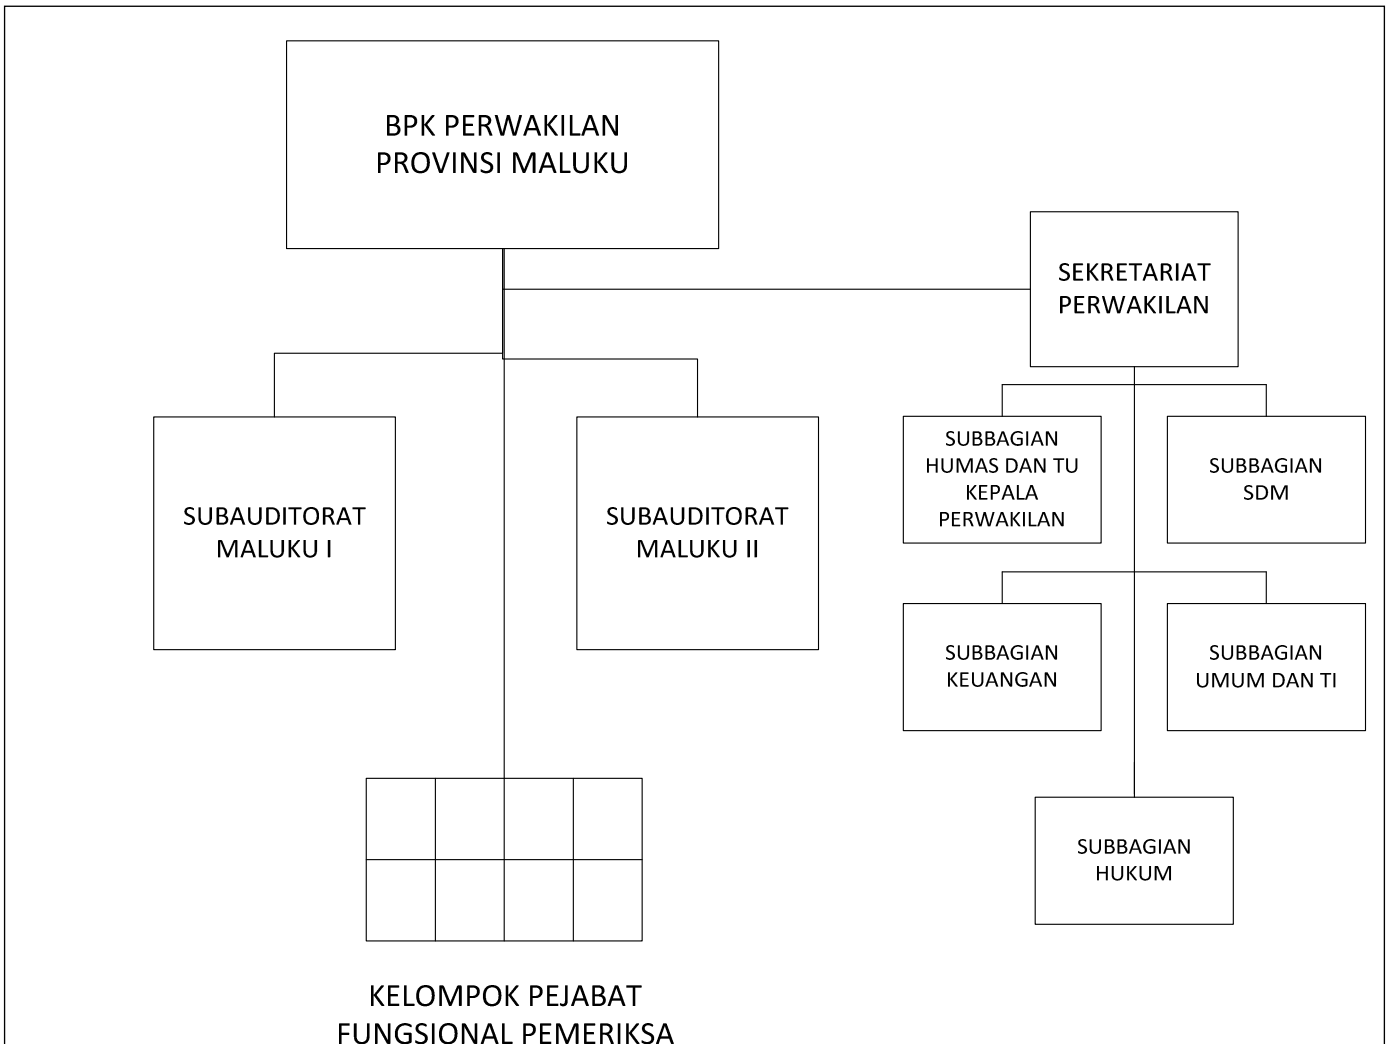 BPK PERWAKILAN
PROVINSI MALUKU
SEKRETARIAT
PERWAKILAN
SUBAUDITORAT
MALUKU I
SUBAUDITORAT
MALUKU II
SUBBAGIAN
HUMAS DAN TU
KEPALA
PERWAKILAN
SUBBAGIAN
SDM
SUBBAGIAN
KEUANGAN
SUBBAGIAN
UMUM DAN TI
SUBBAGIAN
HUKUM
KELOMPOK PEJABAT
FUNGSIONAL PEMERIKSA